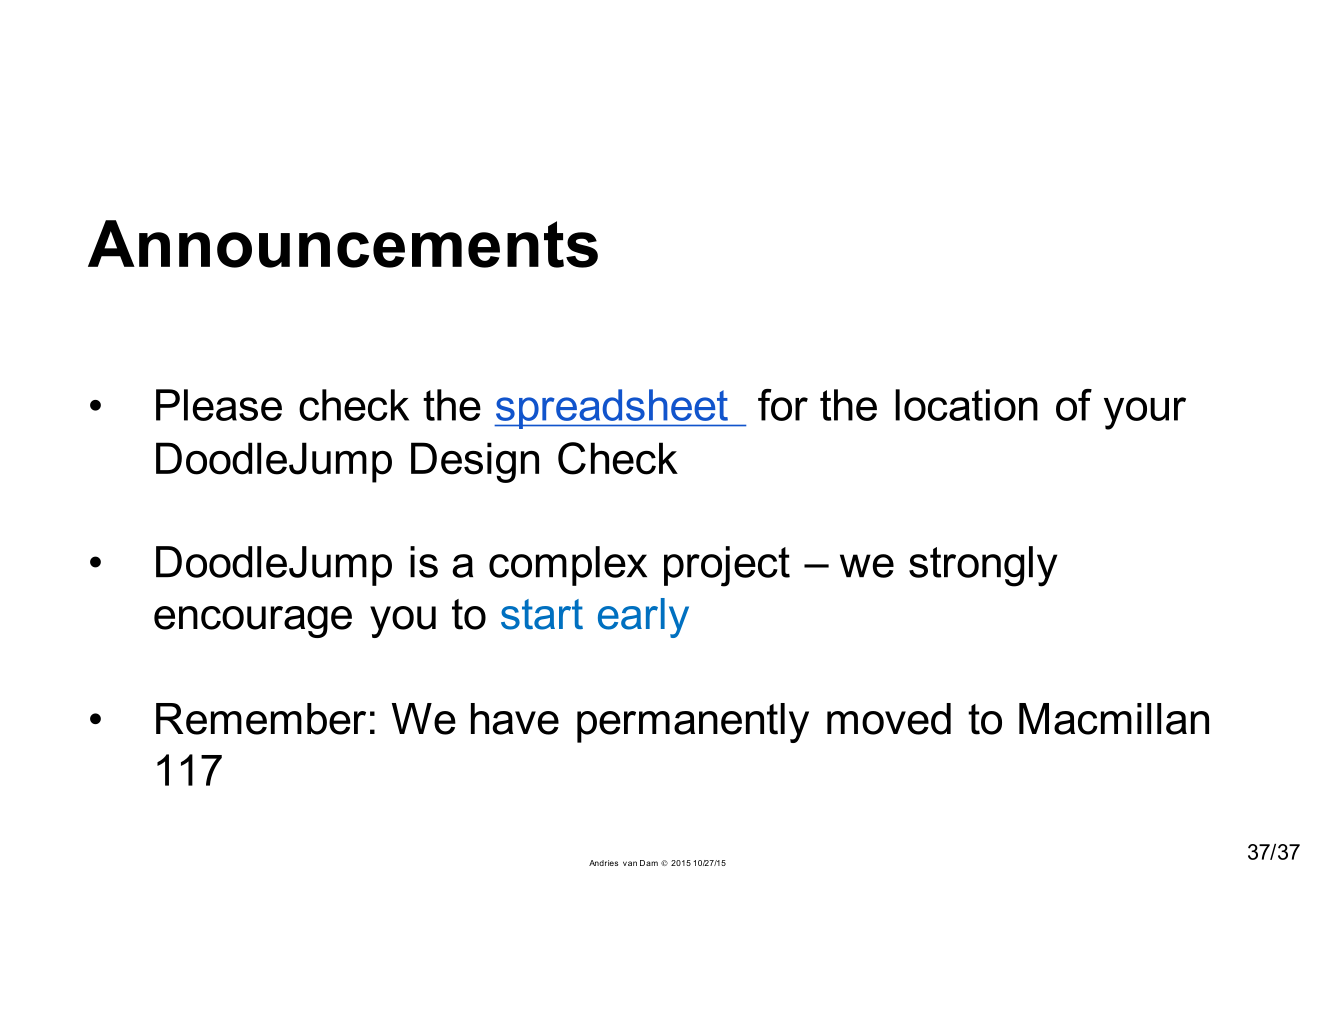 Announcements
• Please check the spreadsheet for the location of your
DoodleJump Design Check
• DoodleJump is a complex project – we strongly
encourage you to start early
• Remember: We have permanently moved to Macmillan
117
37/37
Andries van Dam © 2015 10/27/15